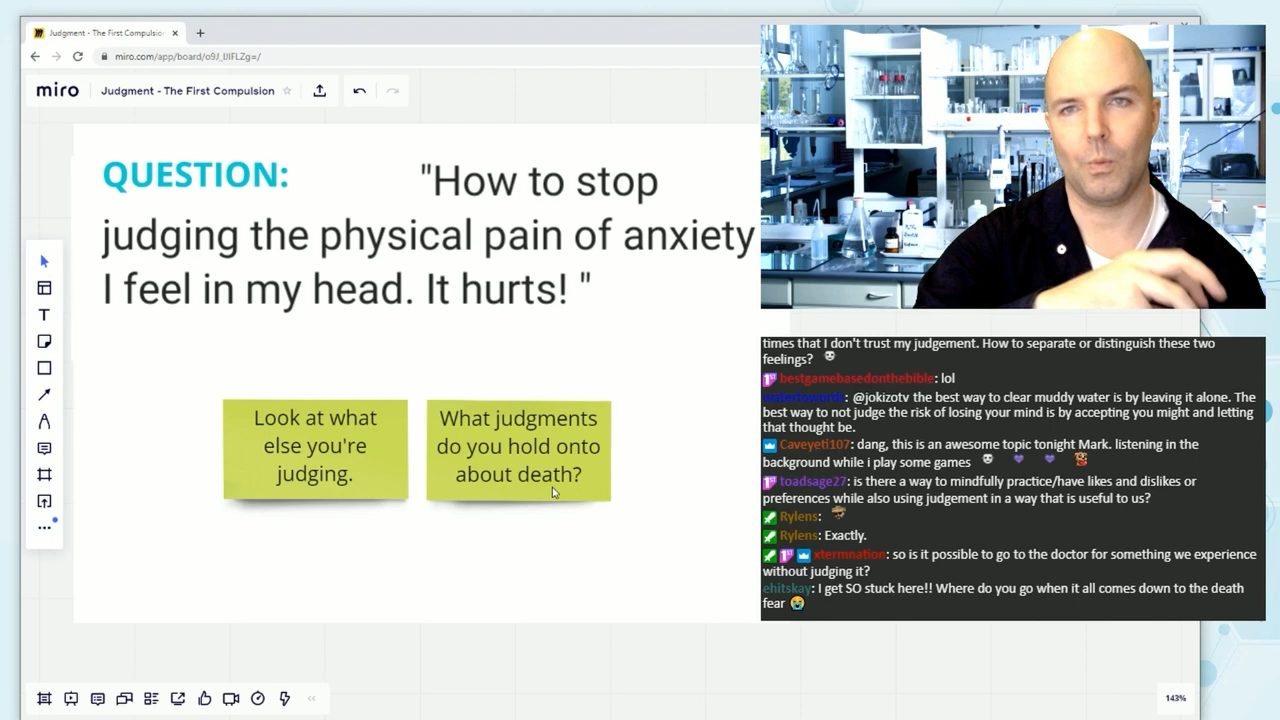 Judgment - The First Compulsion
miro.com/app/board/o9J_lJlFLZg=/
miro
Judgment - The First Compulsion
QUESTION:
"How to stop
judging the physical pain of anxiety
I feel in my head. It hurts! "
Look at what
else you're
judging.
What judgments
do you hold onto
about death?
times that I don't trust my judgement. How to separate or distinguish these two
feelings?
bestgamebasedonthebible: lol
watertowords: @jokizotv the best way to clear muddy water is by leaving it alone. The
best way to not judge the risk of losing your mind is by accepting you might and letting
that thought be.
Caveyeti107: dang, this is an awesome topic tonight Mark. listening in the
background while i play some games
toadsage27: is there a way to mindfully practice/have likes and dislikes or
preferences while also using judgement in a way that is useful to us?
Rylens:
Rylens: Exactly.
xtermnation: so is it possible to go to the doctor for something we experience
without judging it?
ehitskay: I get SO stuck here!! Where do you go when it all comes down to the death
fear
143%